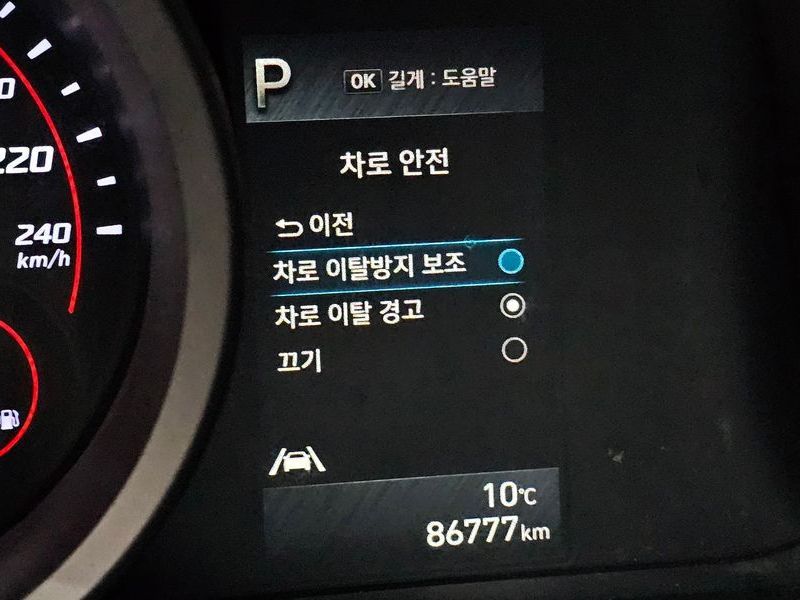 P
OK 길게 : 도움말
차로 안전
이전
차로 이탈방지 보조
차로 이탈 경고
끄기
10℃
86777km
220
240
km/h